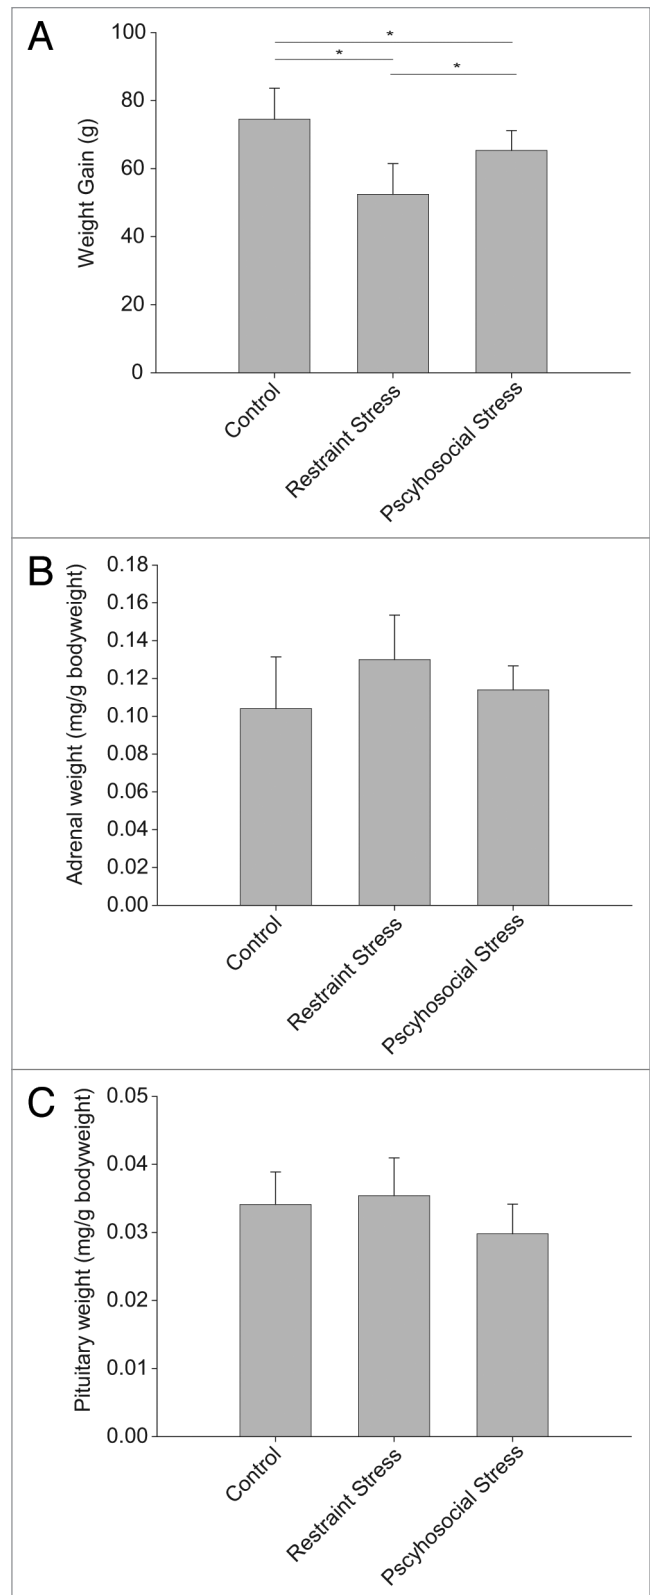 A
Weight Gain (g)
100
80
60
40
20
0
*
*
*
Control
Restraint Stress
Pscyhosocial Stress
B
Adrenal weight (mg/g bodyweight)
0.18
0.16
0.14
0.12
0.10
0.08
0.06
0.04
0.02
0.00
Control
Restraint Stress
Pscyhosocial Stress
C
Pituitary weight (mg/g bodyweight)
0.05
0.04
0.03
0.02
0.01
0.00
Control
Restraint Stress
Pscyhosocial Stress